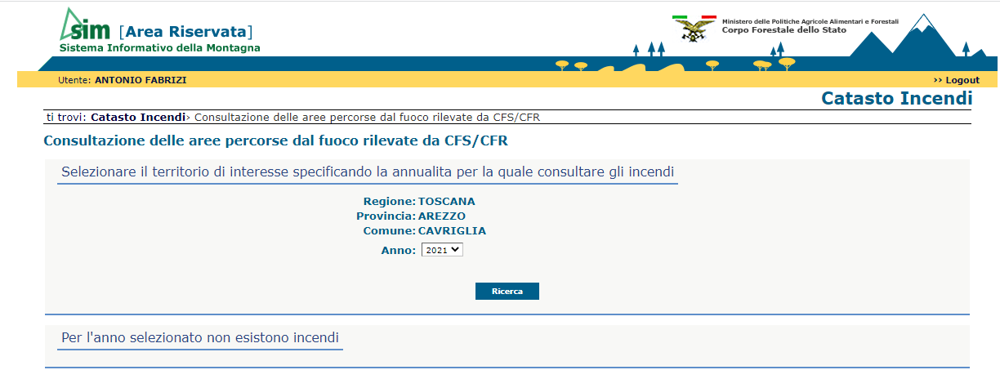 sim [Area Riservata]
Sistema Informativo della Montagna
Ministero delle Politiche Agricole Alimentari e Forestali
Corpo Forestale dello Stato
Utente: ANTONIO FABRIZI
>> Logout
Catasto Incendi
ti trovi: Catasto Incendi> Consultazione delle aree percorse dal fuoco rilevate da CFS/CFR
Consultazione delle aree percorse dal fuoco rilevate da CFS/CFR
Selezionare il territorio di interesse specificando la annualita per la quale consultare gli incendi
Regione: TOSCANA
Provincia: AREZZO
Comune: CAVRIGLIA
Anno: 2021
Ricerca
Per l'anno selezionato non esistono incendi